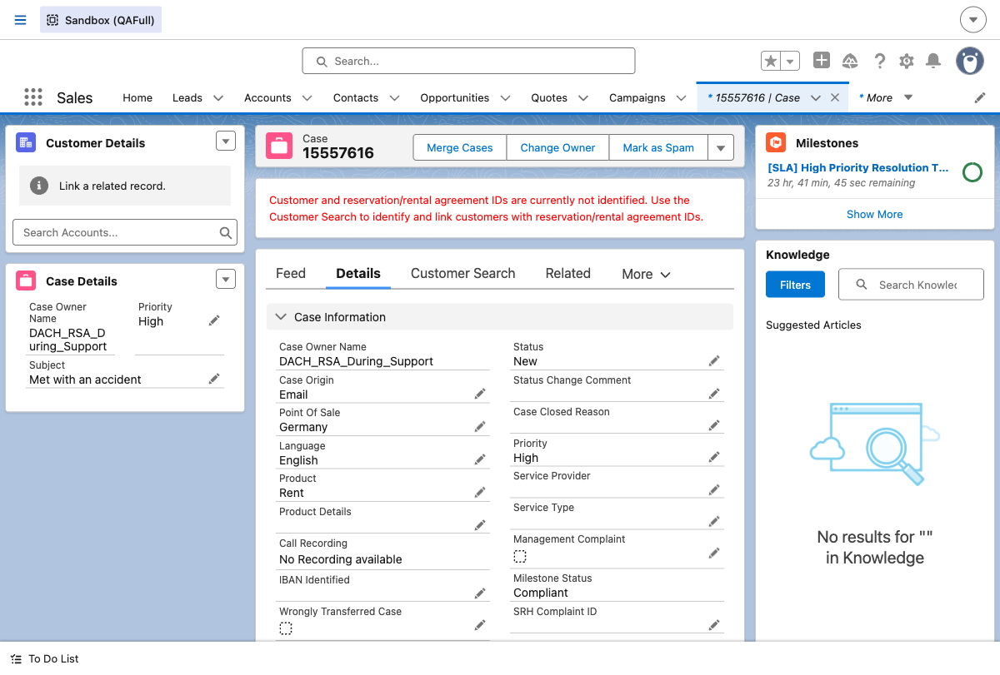 Sandbox (QAFull)
Search...
Sales
Home
Leads
Accounts
Contacts
Opportunities
Quotes
Campaigns
* 15557616 | Case
* More
Customer Details
Link a related record.
Search Accounts...
Case Details
Case Owner
Name
DACH_RSA_D
uring_Support
Priority
High
Subject
Met with an accident
Case
15557616
Merge Cases
Change Owner
Mark as Spam
Customer and reservation/rental agreement IDs are currently not identified. Use the
Customer Search to identify and link customers with reservation/rental agreement IDs.
Feed
Details
Customer Search
Related
More
Case Information
Case Owner Name
DACH_RSA_During_Support
Case Origin
Email
Point Of Sale
Germany
Language
English
Product
Rent
Product Details
Call Recording
No Recording available
IBAN Identified
Wrongly Transferred Case
Status
New
Status Change Comment
Case Closed Reason
Priority
High
Service Provider
Service Type
Management Complaint
Milestone Status
Compliant
SRH Complaint ID
Milestones
[SLA] High Priority Resolution T...
23 hr, 41 min, 45 sec remaining
Show More
Knowledge
Filters
Search Knowlec
Suggested Articles
No results for ""
in Knowledge
To Do List